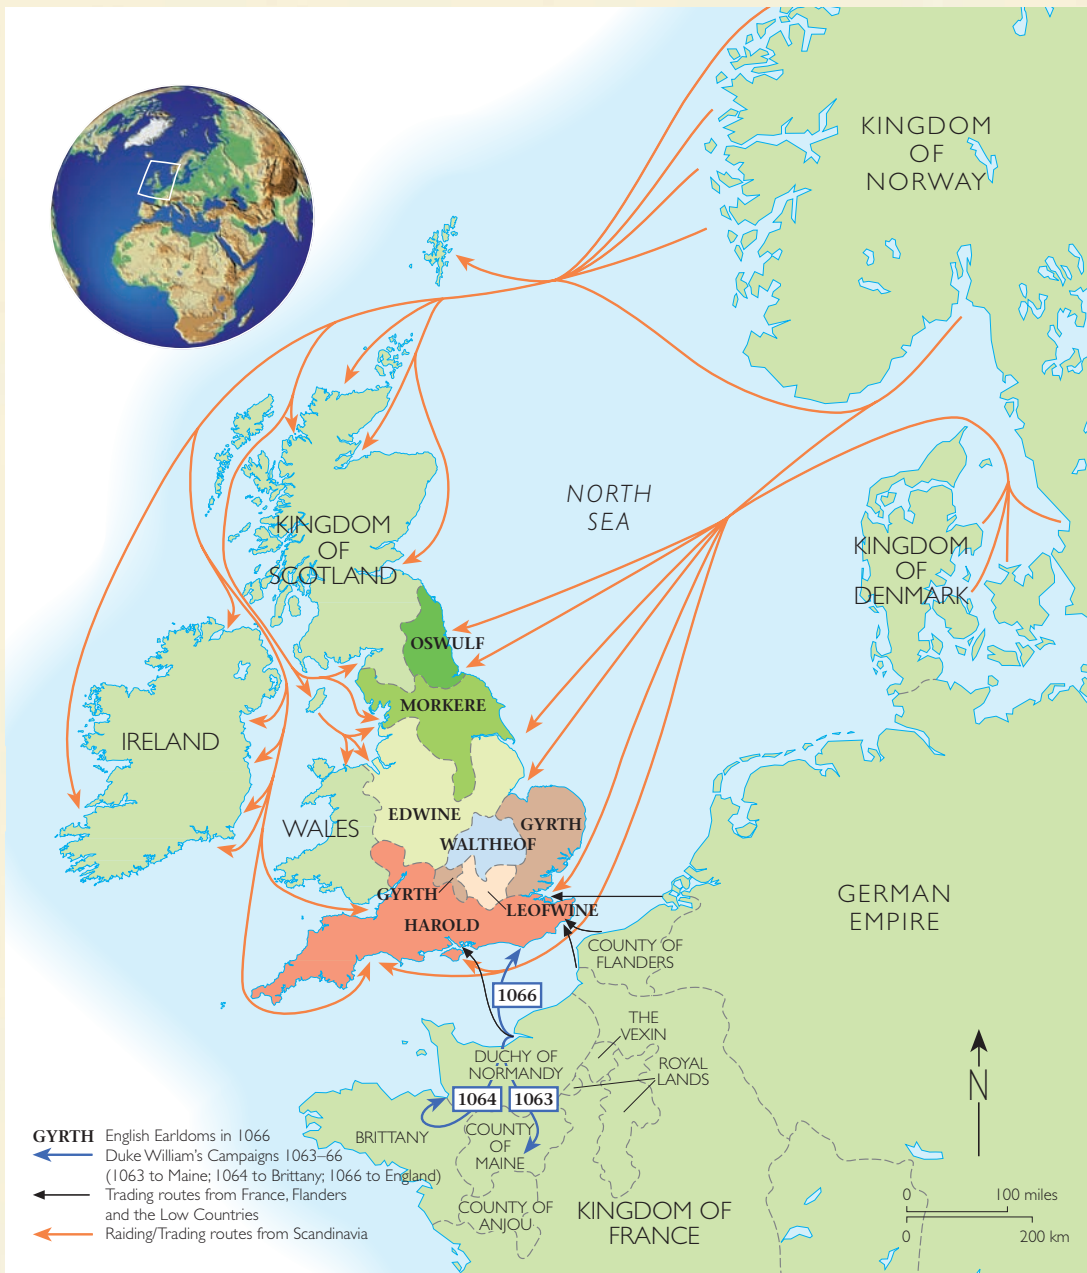 KINGDOM
OF
NORWAY
NORTH
SEA
KINGDOM
OF
SCOTLAND
KINGDOM
OF
DENMARK
OSWULF
MORKERE
IRELAND
EDWINE
GYRTH
WALES
WALTHEOF
GYRTH
LEOFWINE
HAROLD
GERMAN
EMPIRE
COUNTY OF
FLANDERS
1066
THE
VEXIN
DUCHY OF
NORMANDY
ROYAL
LANDS
1064
1063
BRITTANY
COUNTY
OF
MAINE
COUNTY OF
ANJOU
KINGDOM OF
FRANCE
N
GYRTH English Earldoms in 1066
Duke William's Campaigns 1063–66
(1063 to Maine; 1064 to Brittany; 1066 to England)
Trading routes from France, Flanders
and the Low Countries
Raiding/Trading routes from Scandinavia
0 100 miles
0 200 km